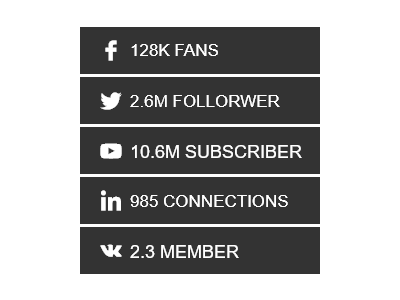 128K FANS
2.6M FOLLORWER
10.6M SUBSCRIBER
985 CONNECTIONS
2.3 MEMBER